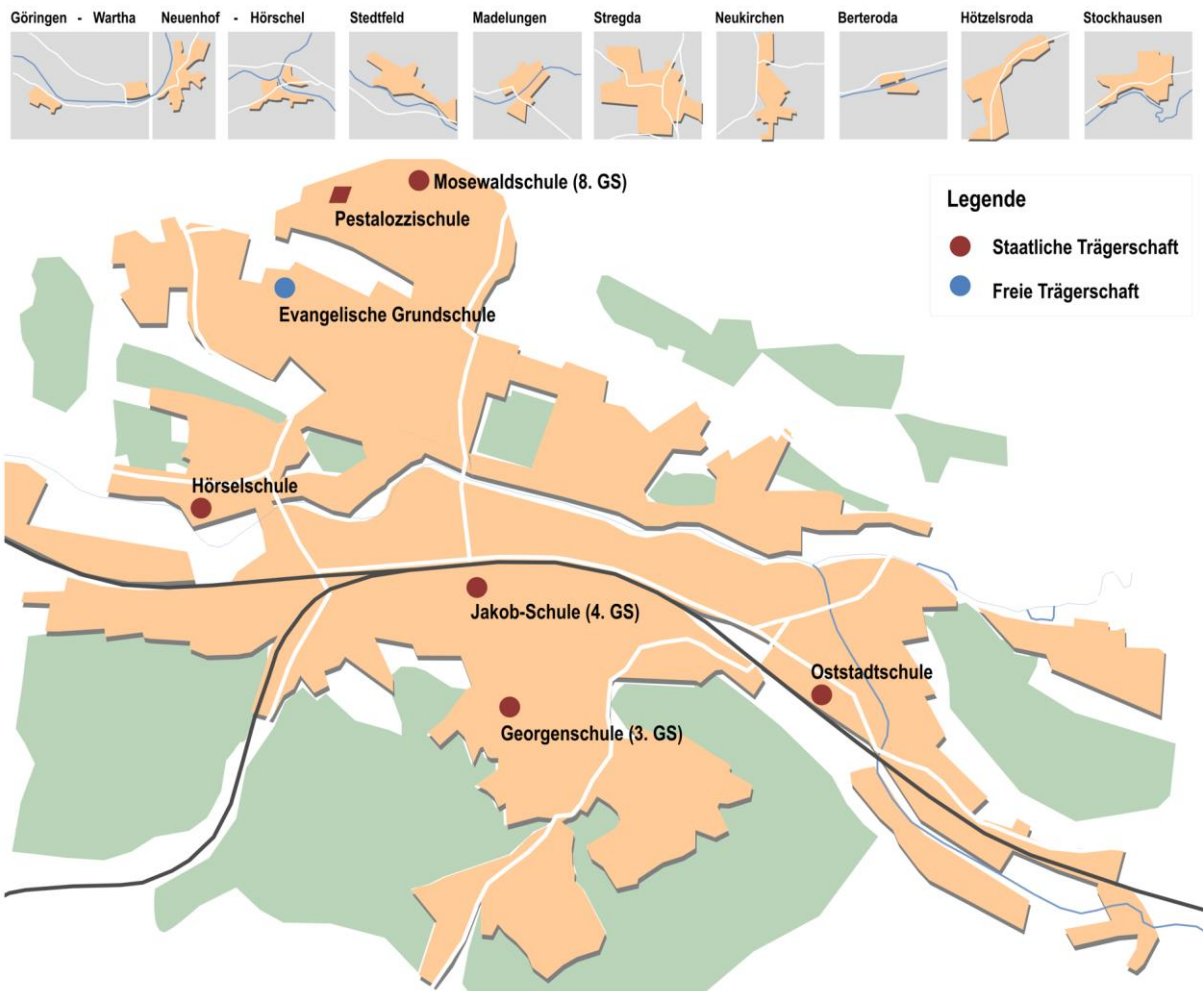 Göringen - Wartha Neuenhof - Hörschel Stedtfeld Madelungen Stregda Neukirchen Berteroda Hötzelsroda Stockhausen
Mosewaldschule (8. GS)
Pestalozzischule
Legende
Staatliche Trägerschaft
Freie Trägerschaft
Evangelische Grundschule
Hörselschule
Jakob-Schule (4. GS)
Oststadtschule
Georgenschule (3. GS)